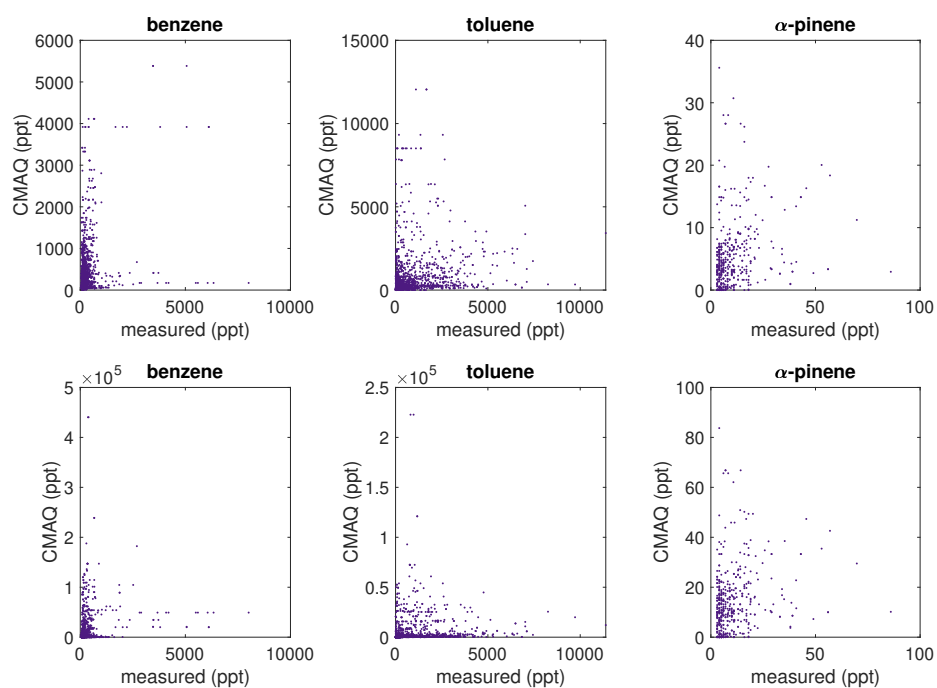 benzene
6000
5000
4000
3000
2000
1000
0
CMAQ (ppt)
0 5000 10000
measured (ppt)
toluene
15000
10000
5000
0
CMAQ (ppt)
0 5000 10000
measured (ppt)
α-pinene
40
30
20
10
0
CMAQ (ppt)
0 50 100
measured (ppt)
benzene
×10⁵
5
4
3
2
1
0
CMAQ (ppt)
0 5000 10000
measured (ppt)
toluene
×10⁵
2.5
2
1.5
1
0.5
0
CMAQ (ppt)
0 5000 10000
measured (ppt)
α-pinene
100
80
60
40
20
0
CMAQ (ppt)
0 50 100
measured (ppt)